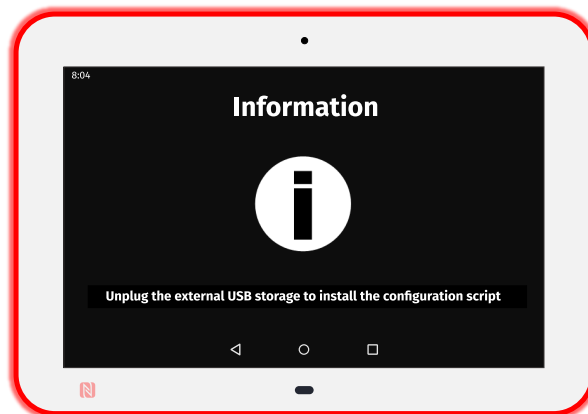 8:04
Information
i
Unplug the external USB storage to install the configuration script